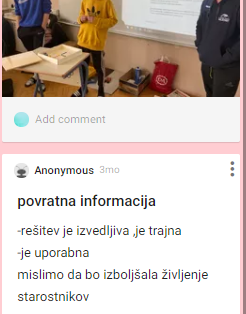 Add comment
Anonymous 3mo
povratna informacija
-rešitev je izvedljiva ,je trajna
-je uporabna
mislimo da bo izboljšala življenje
starostnikov